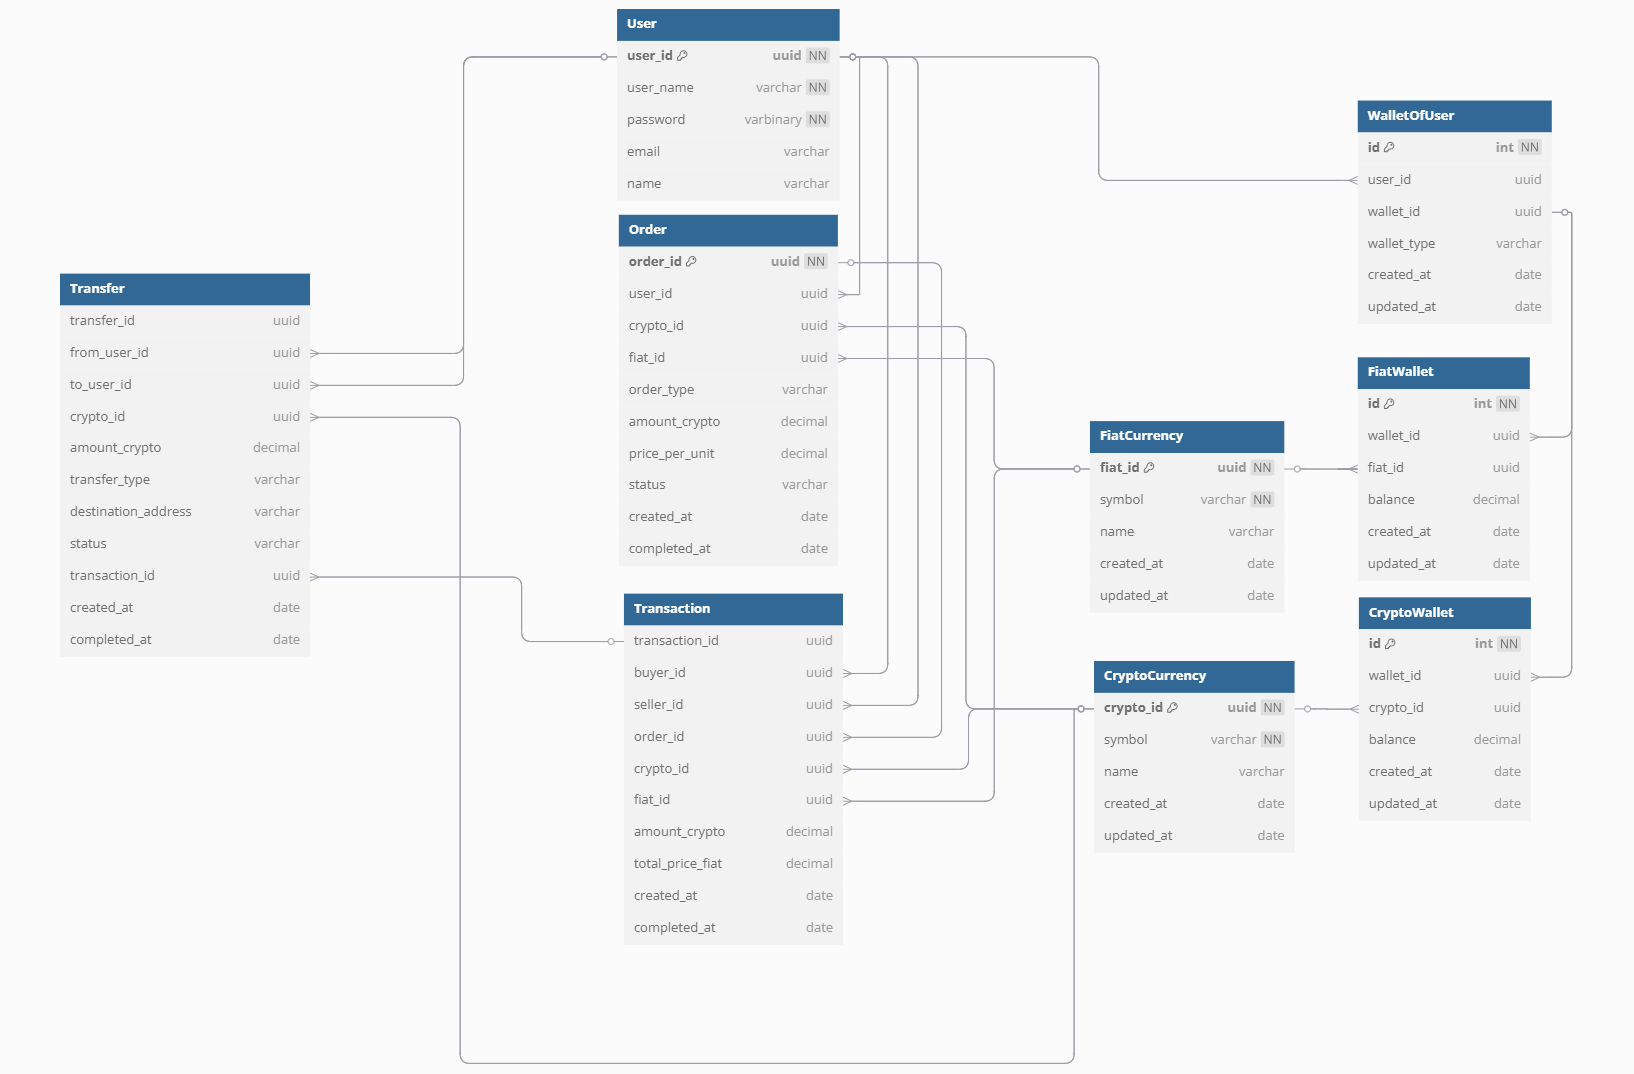 User
user_id uuid NN
user_name varchar NN
password varbinary NN
email varchar
name varchar
WalletOfUser
id int NN
user_id uuid
wallet_id uuid
wallet_type varchar
created_at date
updated_at date
Order
order_id uuid NN
user_id uuid
crypto_id uuid
fiat_id uuid
order_type varchar
amount_crypto decimal
price_per_unit decimal
status varchar
created_at date
completed_at date
Transfer
transfer_id uuid
from_user_id uuid
to_user_id uuid
crypto_id uuid
amount_crypto decimal
transfer_type varchar
destination_address varchar
status varchar
transaction_id uuid
created_at date
completed_at date
FiatWallet
id int NN
wallet_id uuid
fiat_id uuid
balance decimal
created_at date
updated_at date
FiatCurrency
fiat_id uuid NN
symbol varchar NN
name varchar
created_at date
updated_at date
Transaction
transaction_id uuid
buyer_id uuid
seller_id uuid
order_id uuid
crypto_id uuid
fiat_id uuid
amount_crypto decimal
total_price_fiat decimal
created_at date
completed_at date
CryptoWallet
id int NN
wallet_id uuid
crypto_id uuid
balance decimal
created_at date
updated_at date
CryptoCurrency
crypto_id uuid NN
symbol varchar NN
name varchar
created_at date
updated_at date